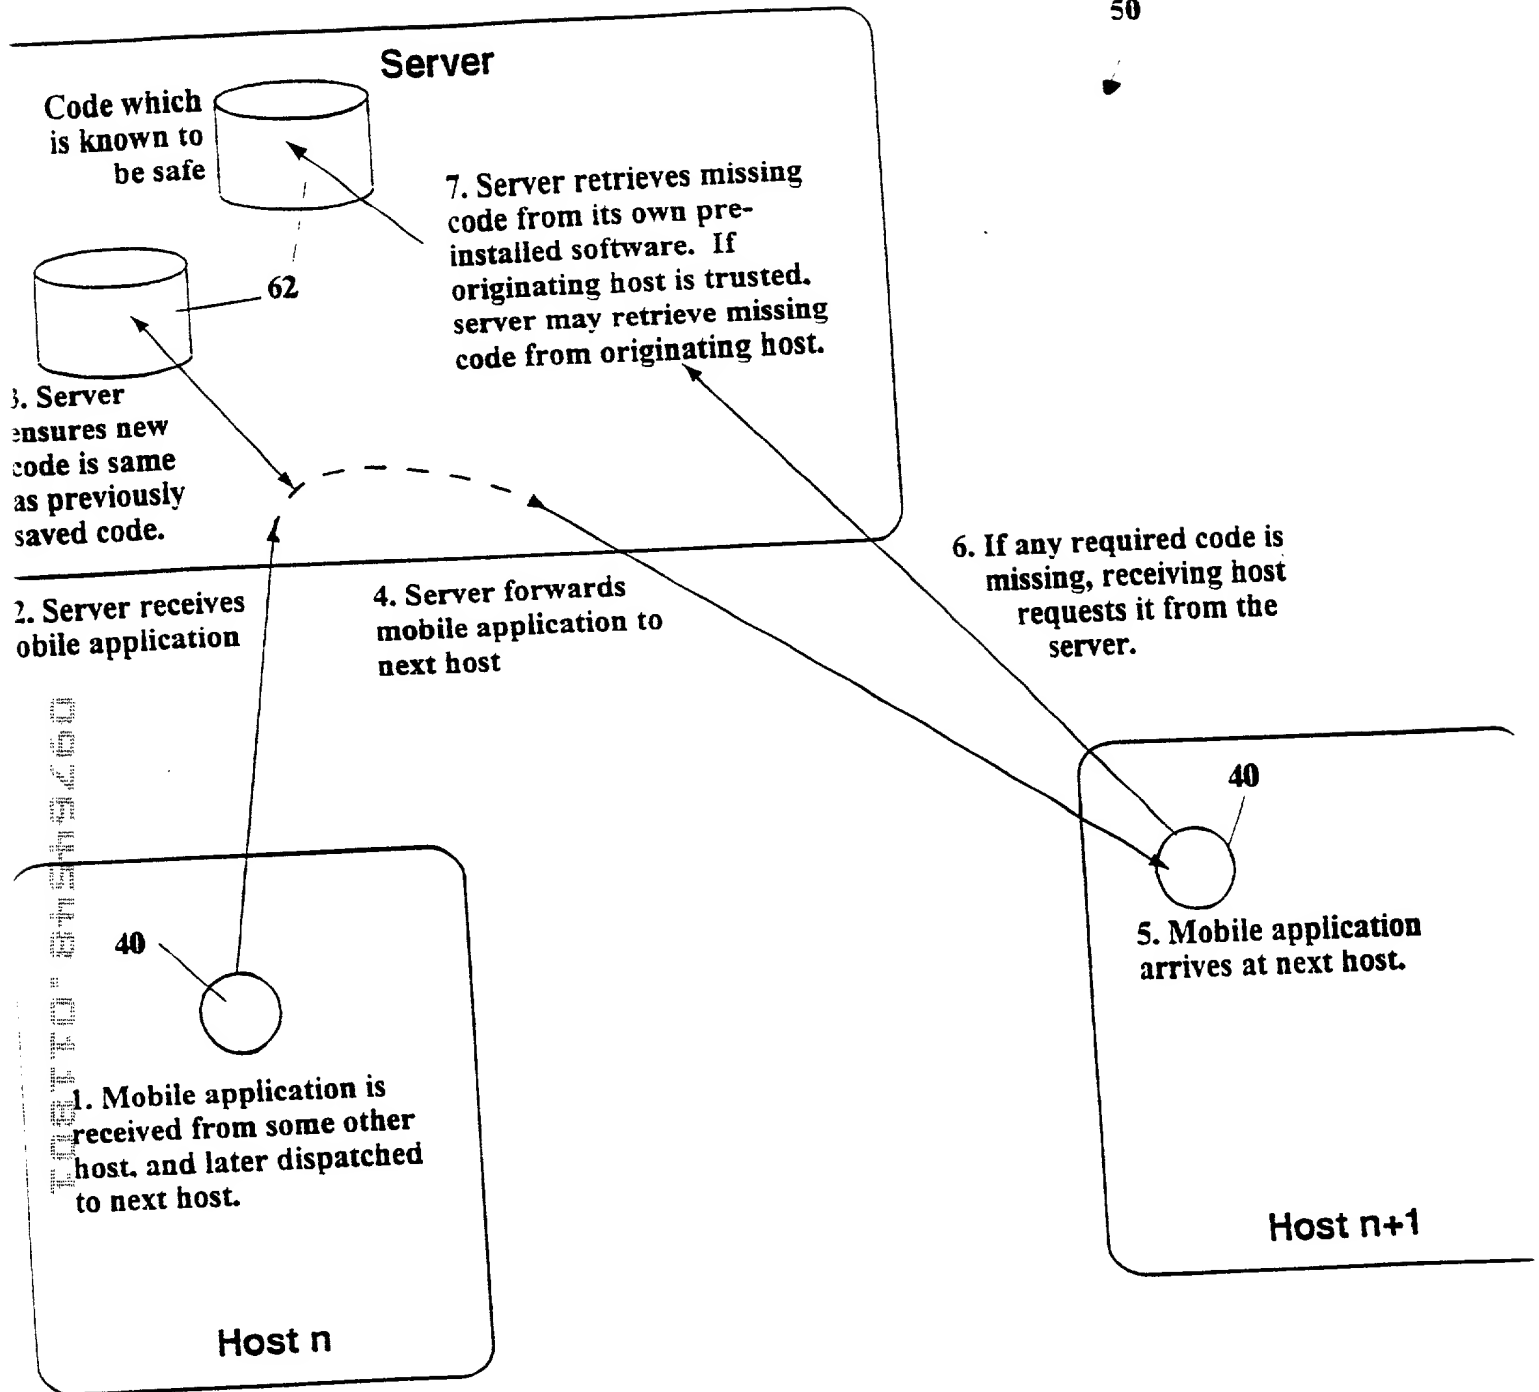 50
Server
Code which
is known to
be safe
7. Server retrieves missing
code from its own pre-
installed software. If
originating host is trusted.
server may retrieve missing
code from originating host.
62
3. Server
ensures new
code is same
as previously
saved code.
2. Server receives
obile application
4. Server forwards
mobile application to
next host
6. If any required code is
missing, receiving host
requests it from the
server.
40
5. Mobile application
arrives at next host.
Host n+1
40
1. Mobile application is
received from some other
host. and later dispatched
to next host.
Host n